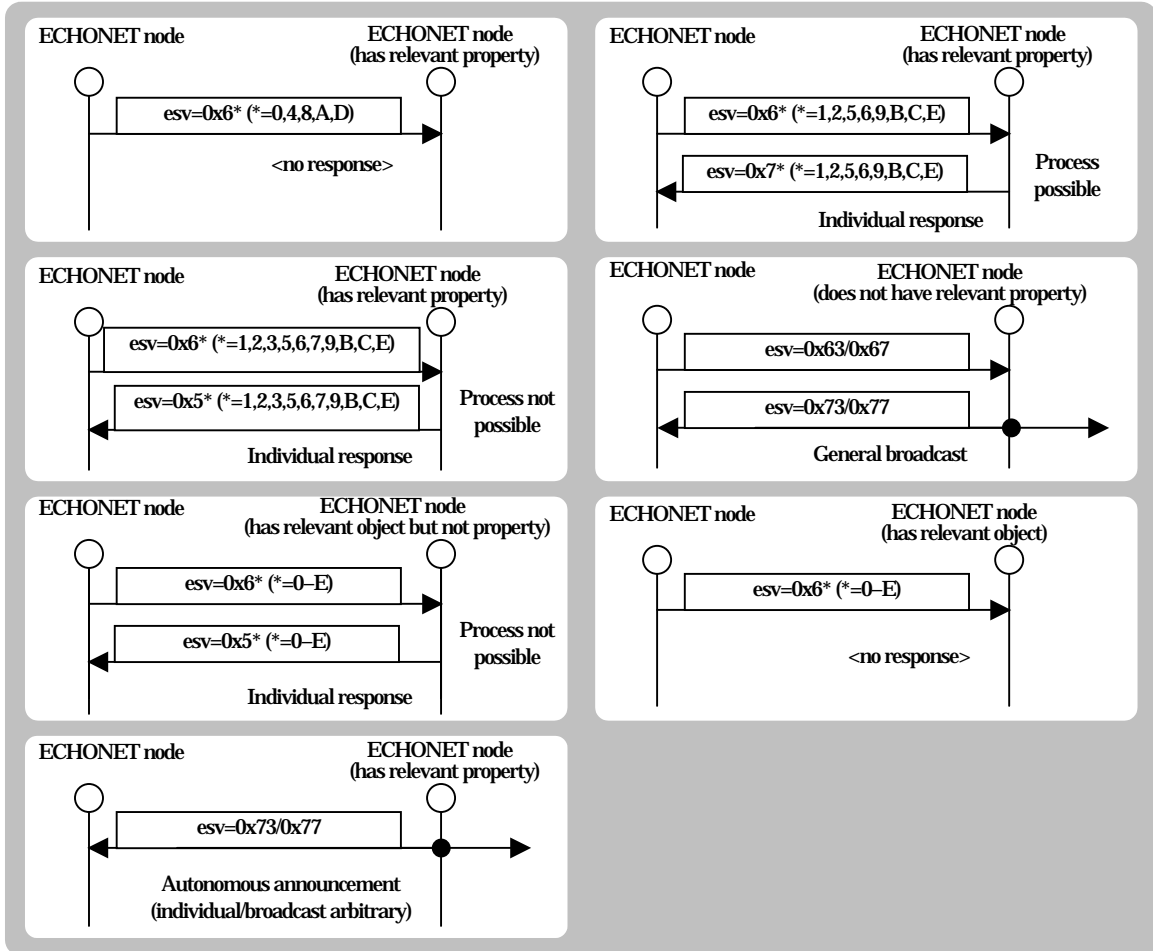 ECHONET node
ECHONET node
(has relevant property)
esv=0x6* (*=0,4,8,A,D)
<no response>
ECHONET node
ECHONET node
(has relevant property)
esv=0x6* (*=1,2,5,6,9,B,C,E)
esv=0x7* (*=1,2,5,6,9,B,C,E)
Process
possible
Individual response
ECHONET node
ECHONET node
(has relevant property)
esv=0x6* (*=1,2,3,5,6,7,9,B,C,E)
esv=0x5* (*=1,2,3,5,6,7,9,B,C,E)
Process not
possible
Individual response
ECHONET node
ECHONET node
(does not have relevant property)
esv=0x63/0x67
esv=0x73/0x77
General broadcast
ECHONET node
ECHONET node
(has relevant object but not property)
esv=0x6* (*=0–E)
esv=0x5* (*=0–E)
Process not
possible
Individual response
ECHONET node
ECHONET node
(has relevant object)
esv=0x6* (*=0–E)
<no response>
ECHONET node
ECHONET node
(has relevant property)
esv=0x73/0x77
Autonomous announcement
(individual/broadcast arbitrary)